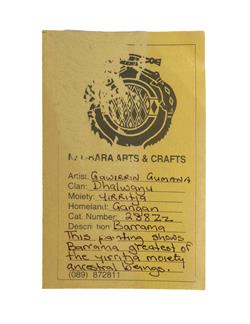 ARTS & CRAFTS
Artist: Gawirrin Gumana
Clan: Dhalwangu
Moiety: Yirritja
Homeland: Gangan
Cat. Number 2882z
Description Barrama
This painting shows
Barrama greatest of
the yirritja moiety
ancestral beings.
(089) 872811